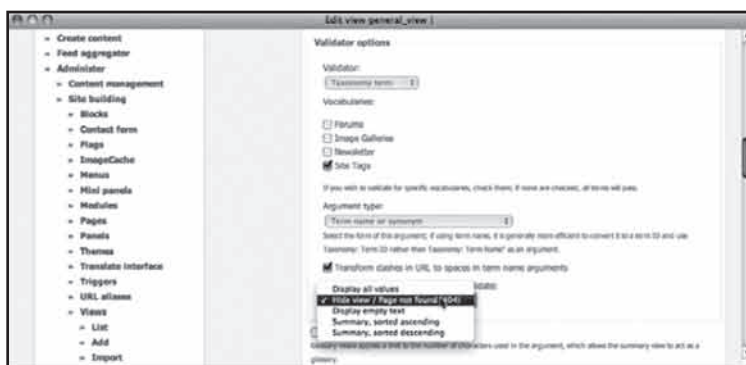 Edit view general_view |
Create content
Feed aggregator
Administer
Content management
Site building
Blocks
Contact form
Flags
ImageCache
Menus
Mini panels
Modules
Pages
Panels
Themes
Translate interface
Triggers
URL aliases
Views
List
Add
Import
Validator options
Validator:
Taxonomy term
Vocabularies:
Forums
Image Galleries
Newsletter
Site Tags
If you wish to validate for specific vocabularies, check them; if none are checked, all terms will pass.
Argument type:
Term name or synonym
Select the form of this argument; if using term name, it is generally more efficient to convert it to a term ID and use
Taxonomy: Term ID rather than Taxonomy: Term Name" as an argument.
Transform dashes in URL to spaces in term name arguments
Display all values
Hide view / Page not found (404)
Display empty text
Summary, sorted ascending
Summary, sorted descending
Glossary mode applies a limit to the number of characters used in the argument, which allows the summary view to act as a
glossary.